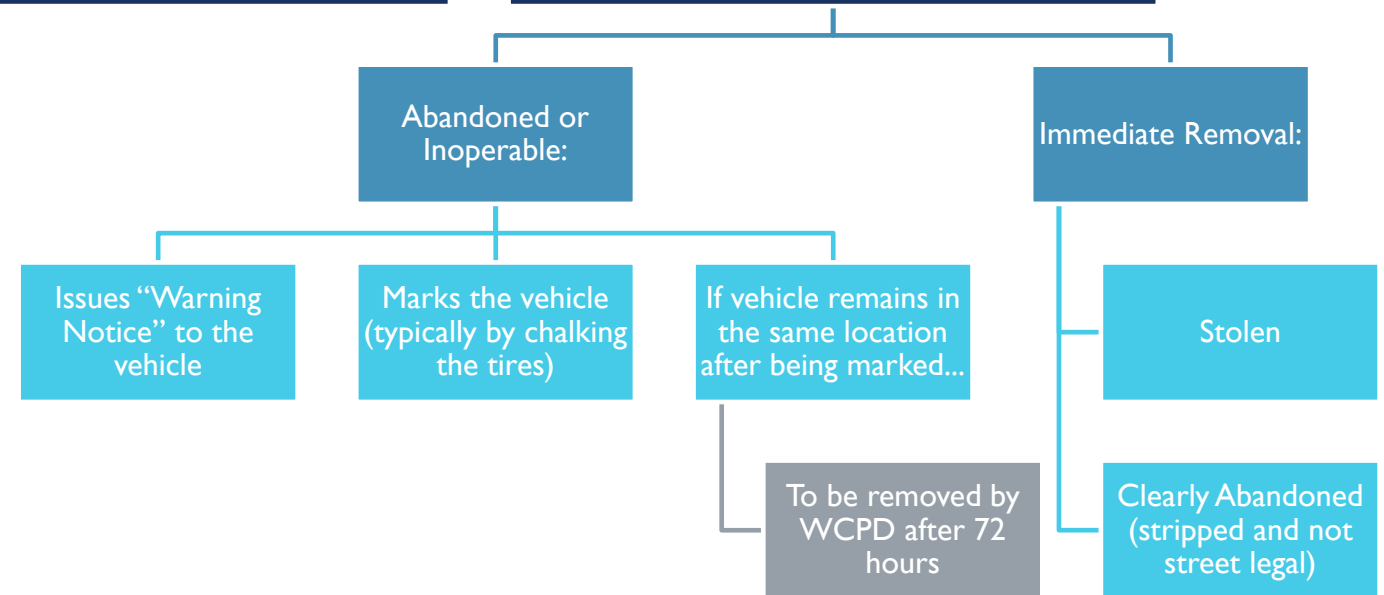 Abandoned or
Inoperable:
Immediate Removal:
Issues “Warning
Notice” to the
vehicle
Marks the vehicle
(typically by chalking
the tires)
If vehicle remains in
the same location
after being marked...
Stolen
To be removed by
WCPD after 72
hours
Clearly Abandoned
(stripped and not
street legal)